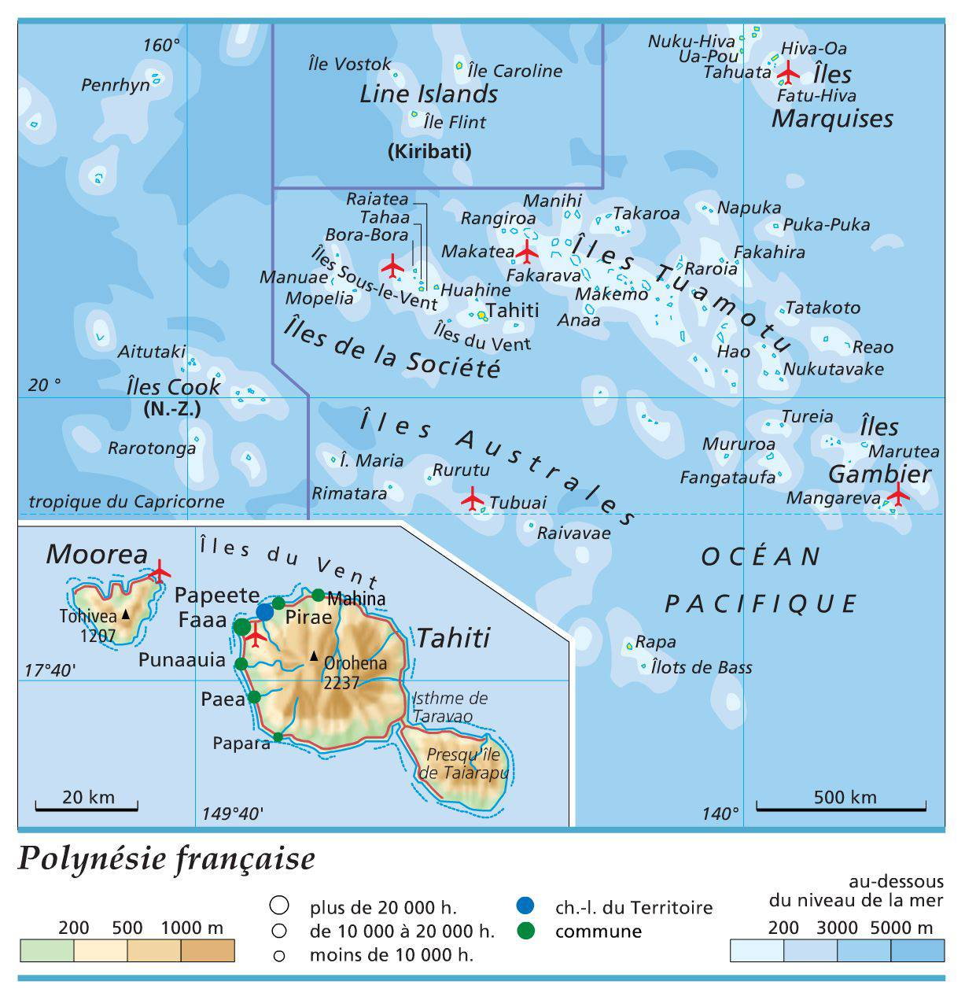 160°
Penrhyn
Île Vostok
Île Caroline
Line Islands
Île Flint
(Kiribati)
Nuku-Hiva
Ua-Pou
Hiva-Oa
Tahuata
Îles
Fatu-Hiva
Marquises
Raiatea
Tahaa
Bora-Bora
Manihi
Rangiroa
Takaroa
Napuka
Puka-Puka
Makatea
Fakahira
Îles Tuamotu
Raroia
Fakarava
Makemo
Anaa
Îles Sous-le-Vent
Manuae
Mopelia
Huahine
Tahiti
Îles du Vent
Îles de la Société
Tatakoto
Hao
Reao
Nukutavake
Aitutaki
20 °
Îles Cook
(N.-Z.)
Rarotonga
Îles Australes
Î. Maria
Rurutu
Rimatara
Tubuai
Raivavae
Tureia
Îles
Mururoa
Marutea
Fangataufa
Gambier
Mangareva
tropique du Capricorne
OCÉAN
PACIFIQUE
Rapa
Îlots de Bass
140°
500 km
Moorea
Îles du Vent
Tohivea
1207
Papeete
Mahina
Faaa
Pirae
Tahiti
Punaauia
Orohena
2237
17°40'
Paea
Isthme de
Taravao
Papara
Presqu'île
de Taiarapu
20 km
149°40'
Polynésie française
200 500 1000 m
plus de 20 000 h.
de 10 000 à 20 000 h.
moins de 10 000 h.
ch.-l. du Territoire
commune
au-dessous
du niveau de la mer
200 3000 5000 m